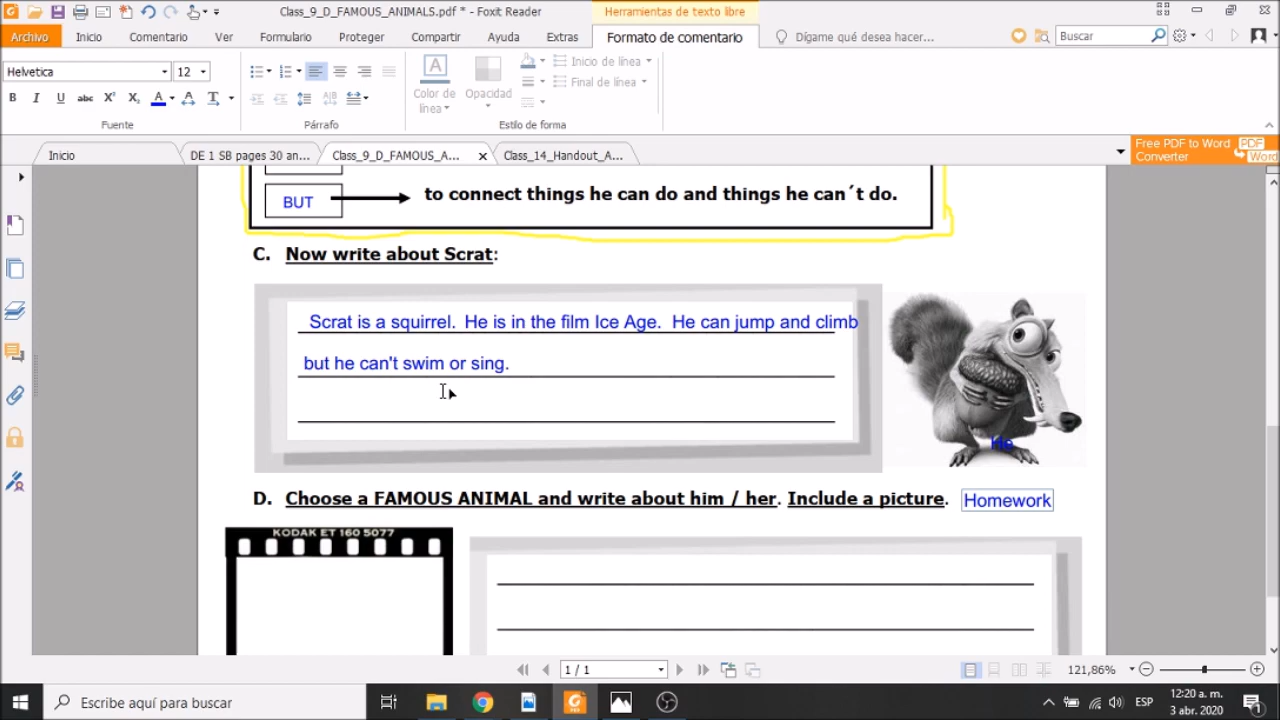 Class_9_D_FAMOUS_ANIMALS.pdf * - Foxit Reader
Herramientas de texto libre
Archivo Inicio Comentario Ver Formulario Proteger Compartir Ayuda Extras Formato de comentario Dígame qué desea hacer... Buscar
Helvetica 12
Color de línea Opacidad Inicio de línea Final de línea
Fuente Párrafo Estilo de forma
Inicio DE 1 SB pages 30 an... Class_9_D_FAMOUS_A... Class_14_Handout_A...
Free PDF to Word Converter
PDF
Word
BUT to connect things he can do and things he can´t do.
C. Now write about Scrat:
Scrat is a squirrel. He is in the film Ice Age. He can jump and climb
but he can't swim or sing.
He
D. Choose a FAMOUS ANIMAL and write about him / her. Include a picture. Homework
KODAK ET 160 5077
1 / 1 121,86%
Escribe aquí para buscar
ESP
12:20 a. m.
3 abr. 2020
1